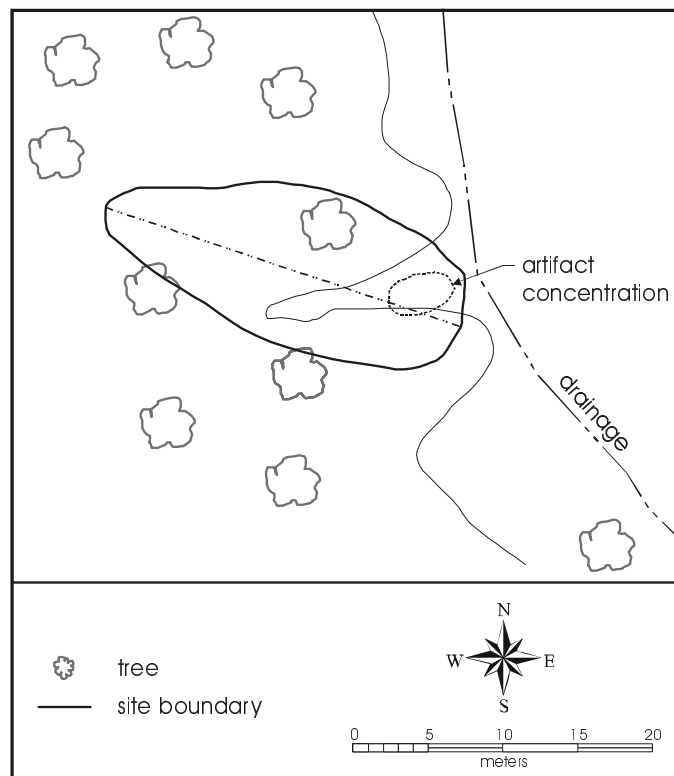 artifact
concentration
drainage
tree
site boundary
N
W E
S
0 5 10 15 20
meters